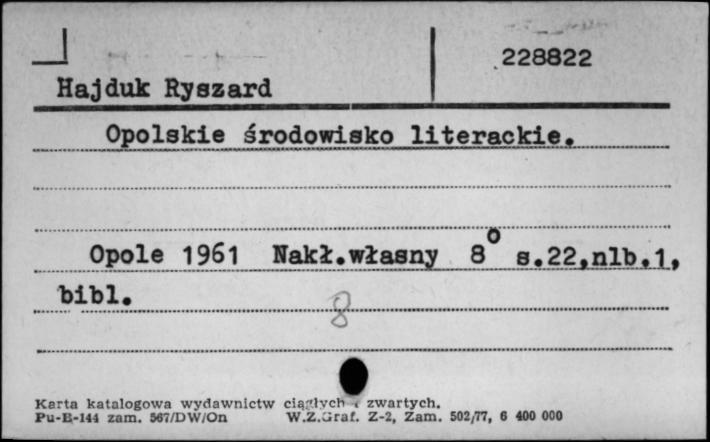 228822
Hajduk Ryszard
Opolskie środowisko literackie.
Opole 1961 Nakł.własny 8° s.22,nlb.1,
bibl.
8
Karta katalogowa wydawnictw ciągłych i zwartych.
Pu-E-144 zam. 567/DW/On W.Z.Graf. Z-2, Zam. 502/77, 6 400 000